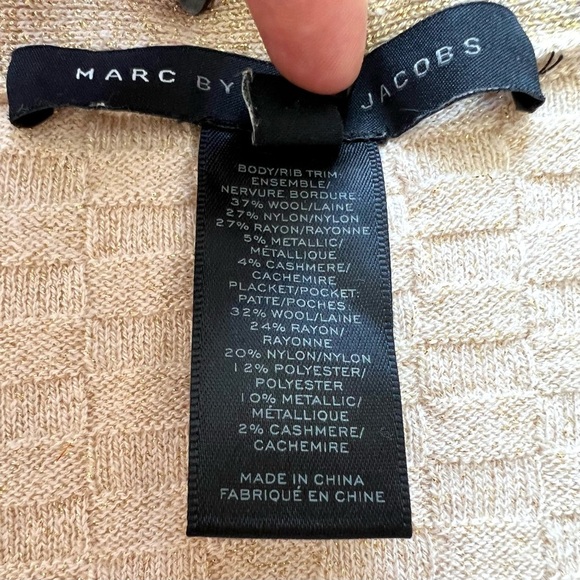 MARC BY JACOBS
BODY/RIB TRIM:
ENSEMBLE/
NERVURE BORDURE:
37% WOOL/LAINE
27% NYLON/NYLON
27% RAYON/RAYONNE
5% METALLIC/
MÉTALLIQUE
4% CASHMERE/
CACHEMIRE
PLACKET/POCKET:
PATTE/POCHES:
32% WOOL/LAINE
24% RAYON/
RAYONNE
20% NYLON/NYLON
12% POLYESTER/
POLYESTER
10% METALLIC/
MÉTALLIQUE
2% CASHMERE/
CACHEMIRE
MADE IN CHINA
FABRIQUÉ EN CHINE